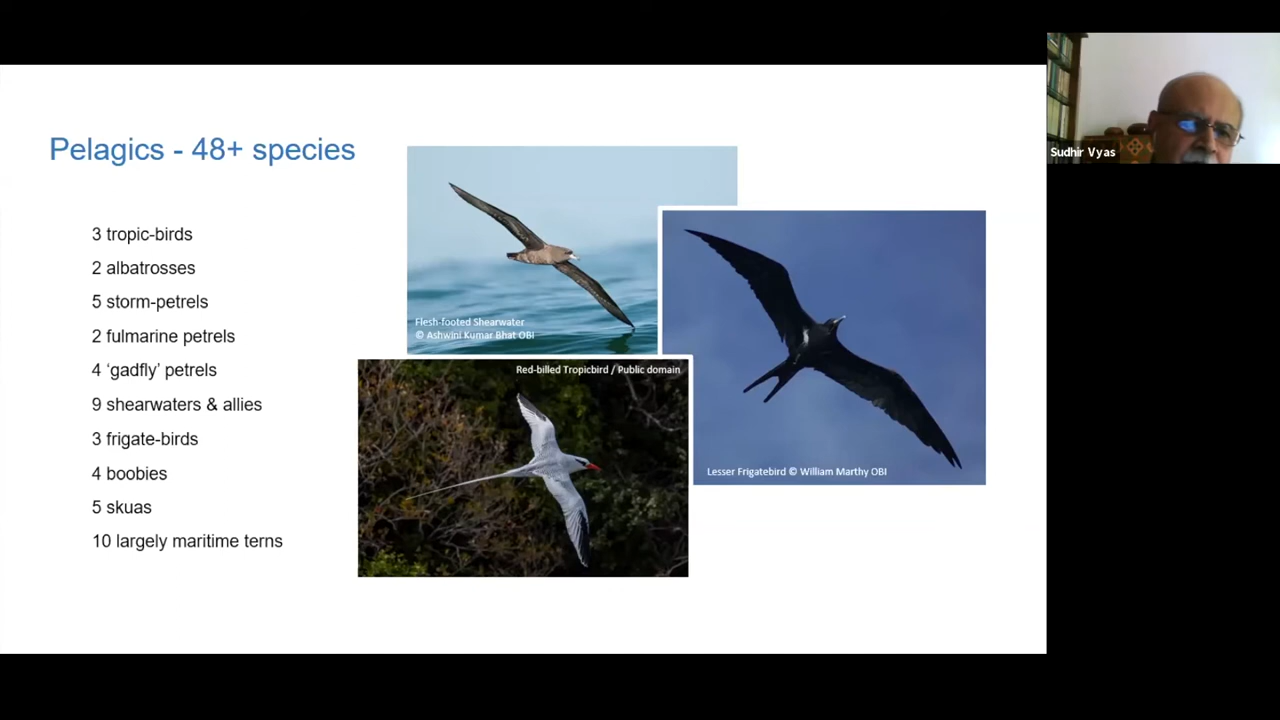 Pelagics - 48+ species
3 tropic-birds
2 albatrosses
5 storm-petrels
2 fulmarine petrels
4 ‘gadfly’ petrels
9 shearwaters & allies
3 frigate-birds
4 boobies
5 skuas
10 largely maritime terns
Flesh-footed Shearwater
© Ashwini Kumar Bhat OBI
Red-billed Tropicbird / Public domain
Lesser Frigatebird © William Marthy OBI
Sudhir Vyas